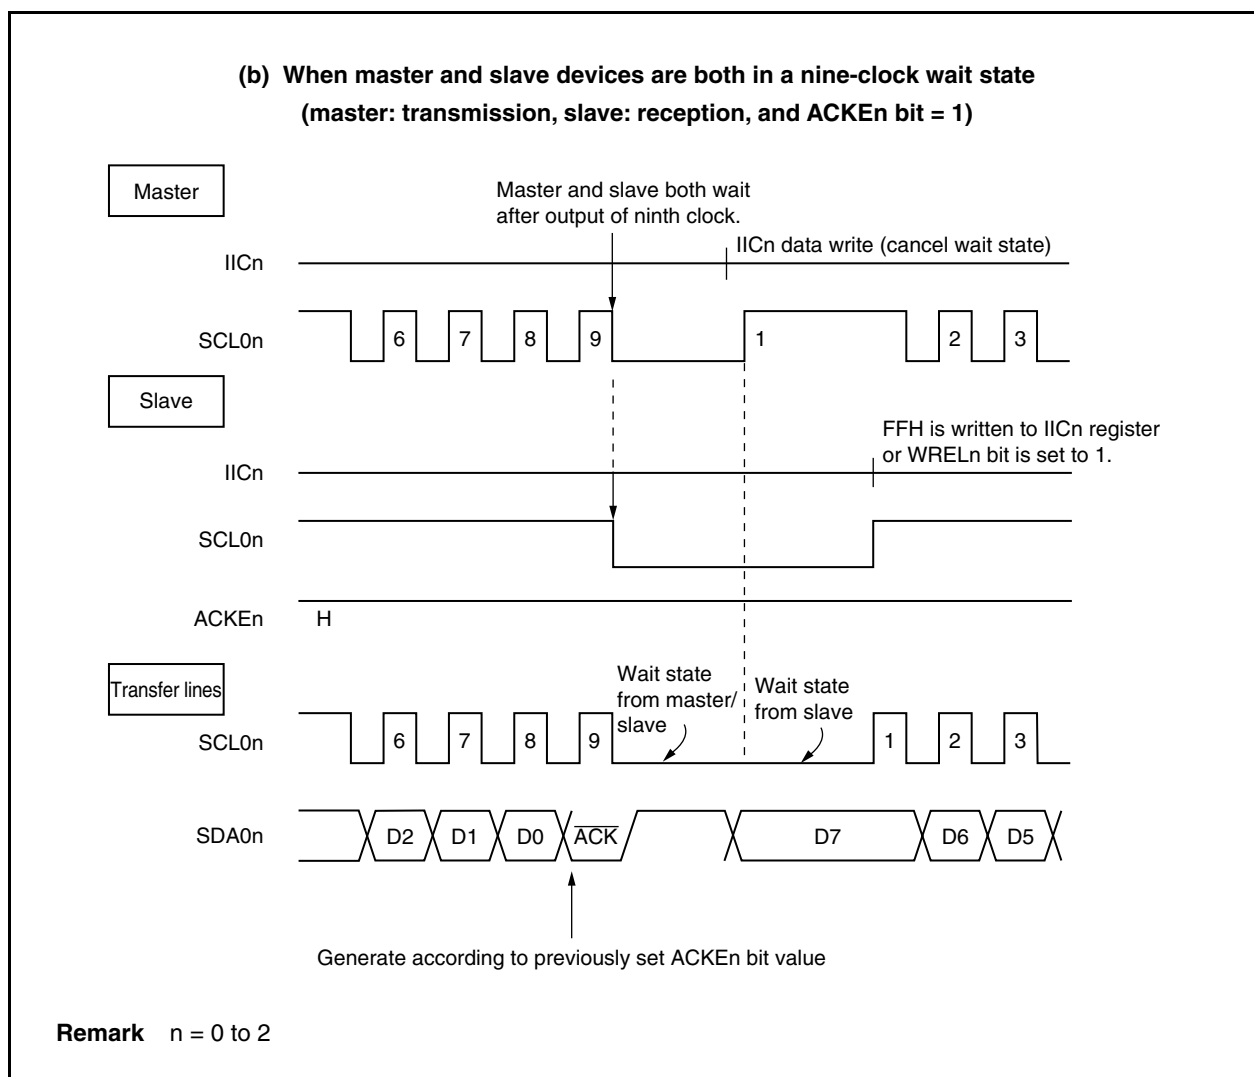 (b) When master and slave devices are both in a nine-clock wait state
(master: transmission, slave: reception, and ACKEn bit = 1)
Master
Master and slave both wait
after output of ninth clock.
IICn data write (cancel wait state)
IICn
SCL0n 6 7 8 9 1 2 3
Slave
FFH is written to IICn register
or WRELn bit is set to 1.
IICn
SCL0n
ACKEn H
Transfer lines
Wait state
from master/
slave
Wait state
from slave
SCL0n 6 7 8 9 1 2 3
SDA0n D2 D1 D0 ACK D7 D6 D5
Generate according to previously set ACKEn bit value
Remark n = 0 to 2